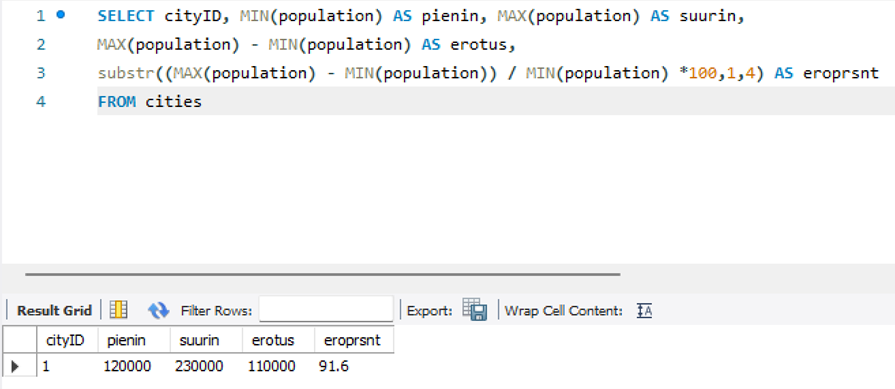 1 SELECT cityID, MIN(population) AS pienin, MAX(population) AS suurin,
2 MAX(population) - MIN(population) AS erotus,
3 substr((MAX(population) - MIN(population)) / MIN(population) *100,1,4) AS eroprsnt
4 FROM cities
Result Grid Filter Rows: Export: Wrap Cell Content: IA
cityID pienin suurin erotus eroprsnt
1 120000 230000 110000 91.6